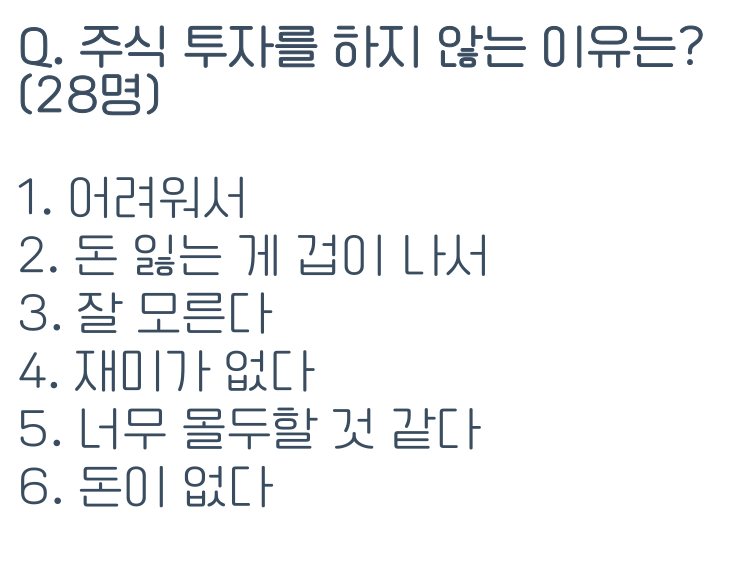 Q. 주식 투자를 하지 않는 이유는?
(28명)
1. 어려워서
2. 돈 잃는 게 겁이 나서
3. 잘 모른다
4. 재미가 없다
5. 너무 몰두할 것 같다
6. 돈이 없다